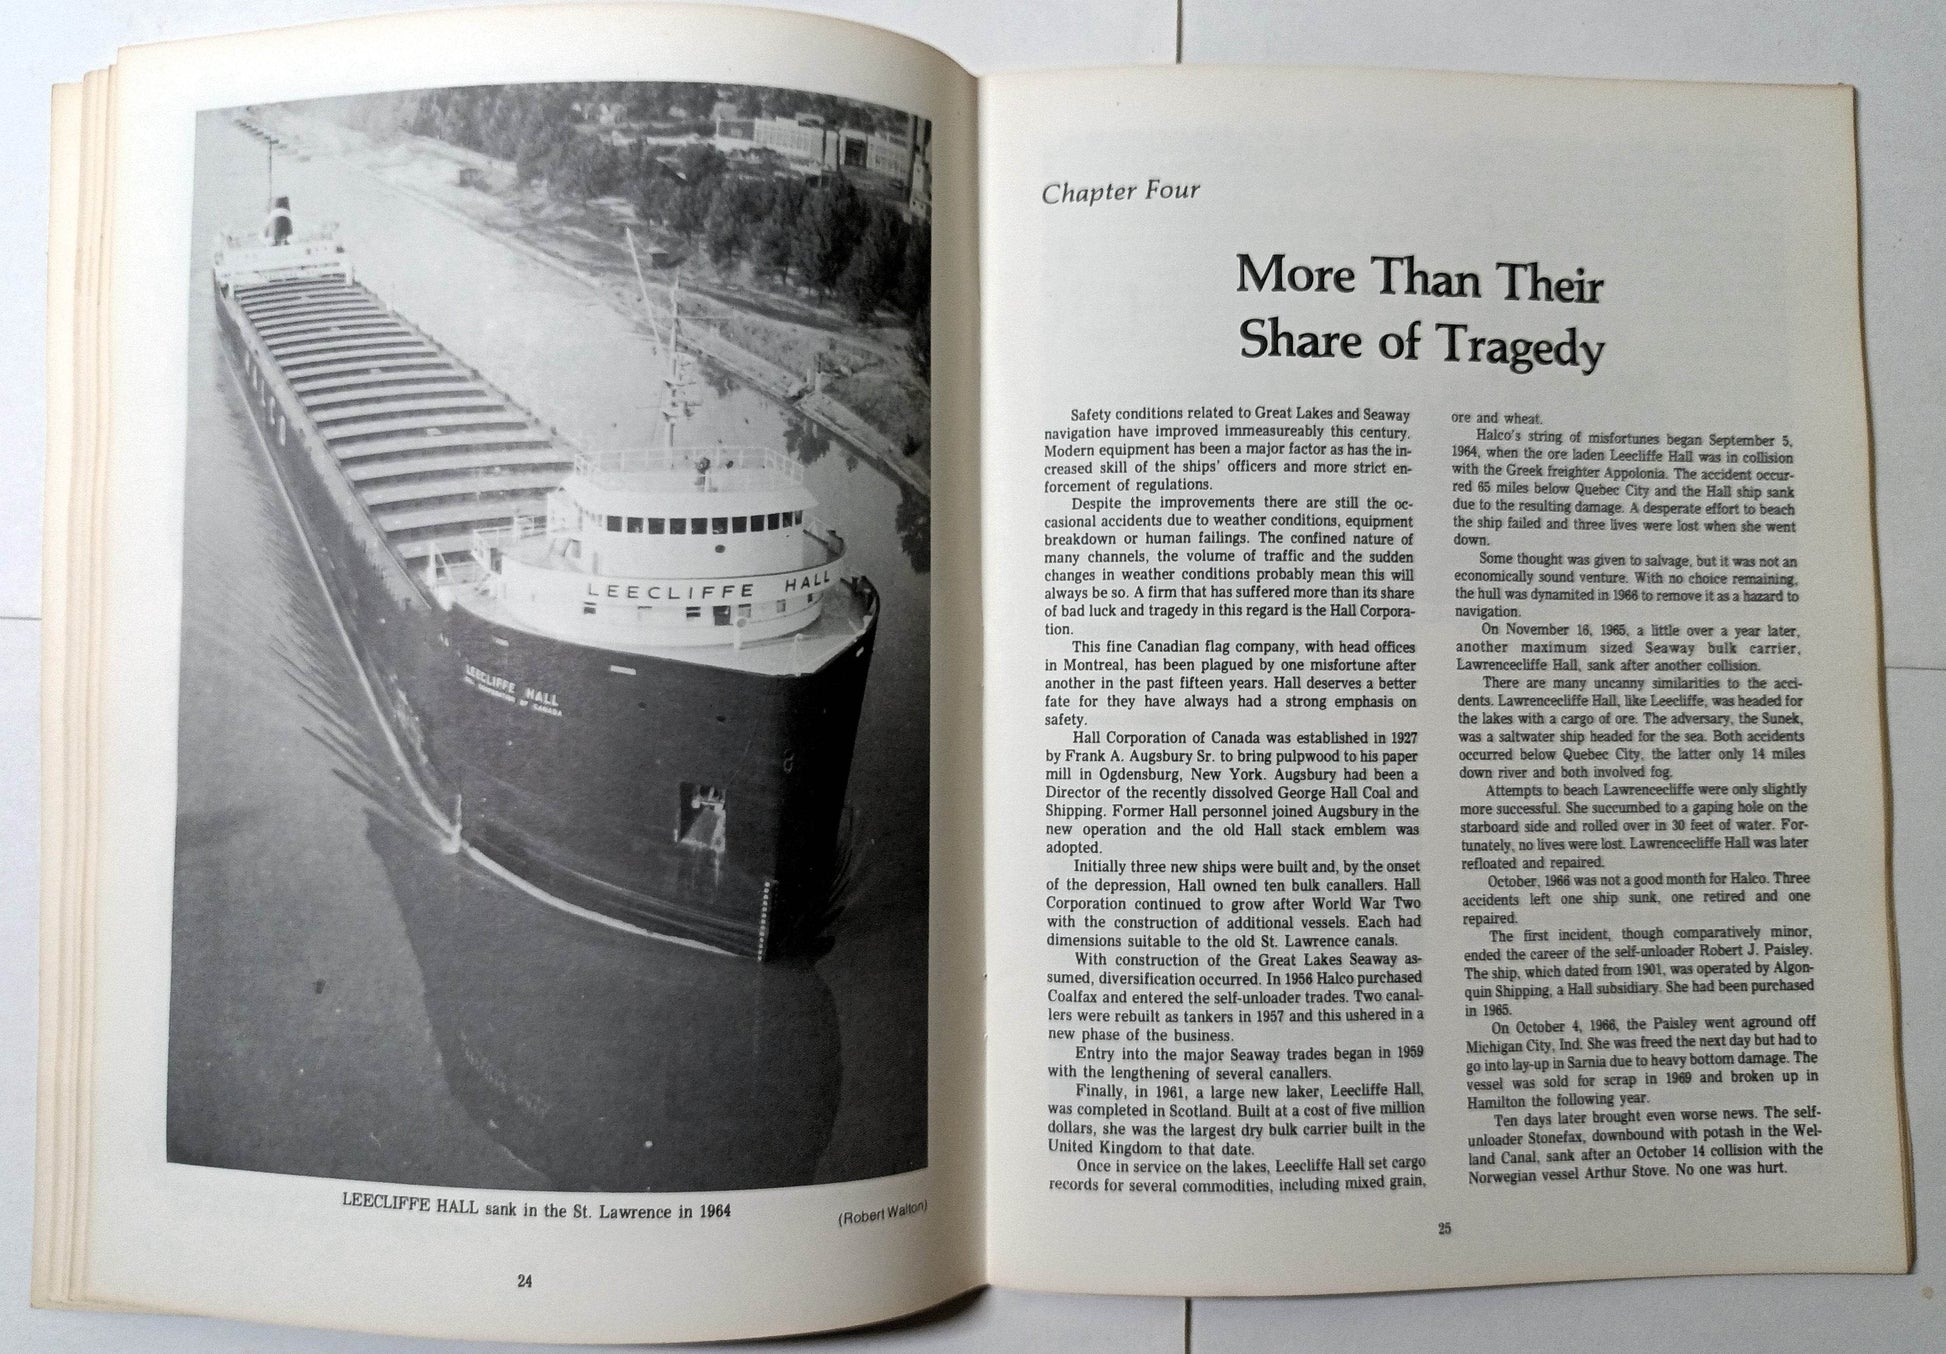 HALCO
LEECLIFFE HALL
LEECLIFFE HALL
LEECLIFFE HALL sank in the St. Lawrence in 1964
(Robert Walton)
24
Chapter Four
More Than Their
Share of Tragedy
Safety conditions related to Great Lakes and Seaway
navigation have improved immeasureably this century.
Modern equipment has been a major factor as has the in-
creased skill of the ships' officers and more strict en-
forcement of regulations.
Despite the improvements there are still the oc-
casional accidents due to weather conditions, equipment
breakdown or human failings. The confined nature of
many channels, the volume of traffic and the sudden
changes in weather conditions probably mean this will
always be so. A firm that has suffered more than its share
of bad luck and tragedy in this regard is the Hall Corpora-
tion.
This fine Canadian flag company, with head offices
in Montreal, has been plagued by one misfortune after
another in the past fifteen years. Hall deserves a better
fate for they have always had a strong emphasis on
safety.
Hall Corporation of Canada was established in 1927
by Frank A. Augsbury Sr. to bring pulpwood to his paper
mill in Ogdensburg, New York. Augsbury had been a
Director of the recently dissolved George Hall Coal and
Shipping. Former Hall personnel joined Augsbury in the
new operation and the old Hall stack emblem was
adopted.
Initially three new ships were built and, by the onset
of the depression, Hall owned ten bulk canallers. Hall
Corporation continued to grow after World War Two
with the construction of additional vessels. Each had
dimensions suitable to the old St. Lawrence canals.
With construction of the Great Lakes Seaway as-
sumed, diversification occurred. In 1956 Halco purchased
Coalfax and entered the self-unloader trades. Two canal-
lers were rebuilt as tankers in 1957 and this ushered in a
new phase of the business.
Entry into the major Seaway trades began in 1959
with the lengthening of several canallers.
Finally, in 1961, a large new laker, Leecliffe Hall,
was completed in Scotland. Built at a cost of five million
dollars, she was the largest dry bulk carrier built in the
United Kingdom to that date.
Once in service on the lakes, Leecliffe Hall set cargo
records for several commodities, including mixed grain,
ore and wheat.
Halco's string of misfortunes began September 5,
1964, when the ore laden Leecliffe Hall was in collision
with the Greek freighter Appolonia. The accident occur-
red 65 miles below Quebec City and the Hall ship sank
due to the resulting damage. A desperate effort to beach
the ship failed and three lives were lost when she went
down.
Some thought was given to salvage, but it was not an
economically sound venture. With no choice remaining,
the hull was dynamited in 1966 to remove it as a hazard to
navigation.
On November 16, 1965, a little over a year later,
another maximum sized Seaway bulk carrier,
Lawrencecliffe Hall, sank after another collision.
There are many uncanny similarities to the acci-
dents. Lawrencecliffe Hall, like Leecliffe, was headed for
the lakes with a cargo of ore. The adversary, the Sunek,
was a saltwater ship headed for the sea. Both accidents
occurred below Quebec City, the latter only 14 miles
down river and both involved fog.
Attempts to beach Lawrencecliffe were only slightly
more successful. She succumbed to a gaping hole on the
starboard side and rolled over in 30 feet of water. For-
tunately, no lives were lost. Lawrencecliffe Hall was later
refloated and repaired.
October, 1966 was not a good month for Halco. Three
accidents left one ship sunk, one retired and one
repaired.
The first incident, though comparatively minor,
ended the career of the self-unloader Robert J. Paisley.
The ship, which dated from 1901, was operated by Algon-
quin Shipping, a Hall subsidiary. She had been purchased
in 1965.
On October 4, 1966, the Paisley went aground off
Michigan City, Ind. She was freed the next day but had to
go into lay-up in Sarnia due to heavy bottom damage. The
vessel was sold for scrap in 1969 and broken up in
Hamilton the following year.
Ten days later brought even worse news. The self-
unloader Stonefax, downbound with potash in the Wel-
land Canal, sank after an October 14 collision with the
Norwegian vessel Arthur Stove. No one was hurt.
25